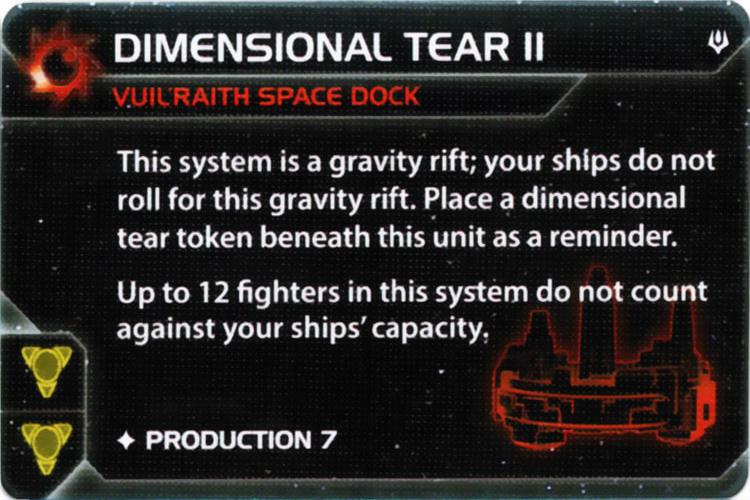 DIMENSIONAL TEAR II
VUIL'RAITH SPACE DOCK
This system is a gravity rift; your ships do not
roll for this gravity rift. Place a dimensional
tear token beneath this unit as a reminder.
Up to 12 fighters in this system do not count
against your ships' capacity.
PRODUCTION 7